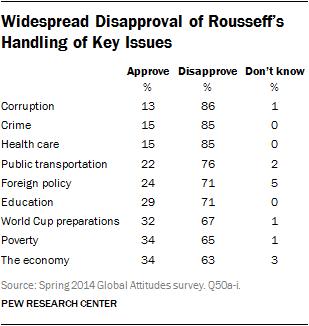 Widespread Disapproval of Rousseff's
Handling of Key Issues
Approve Disapprove Don't know
% % %
Corruption 13 86 1
Crime 15 85 0
Health care 15 85 0
Public transportation 22 76 2
Foreign policy 24 71 5
Education 29 71 0
World Cup preparations 32 67 1
Poverty 34 65 1
The economy 34 63 3
Source: Spring 2014 Global Attitudes survey. Q50a-i.
PEW RESEARCH CENTER